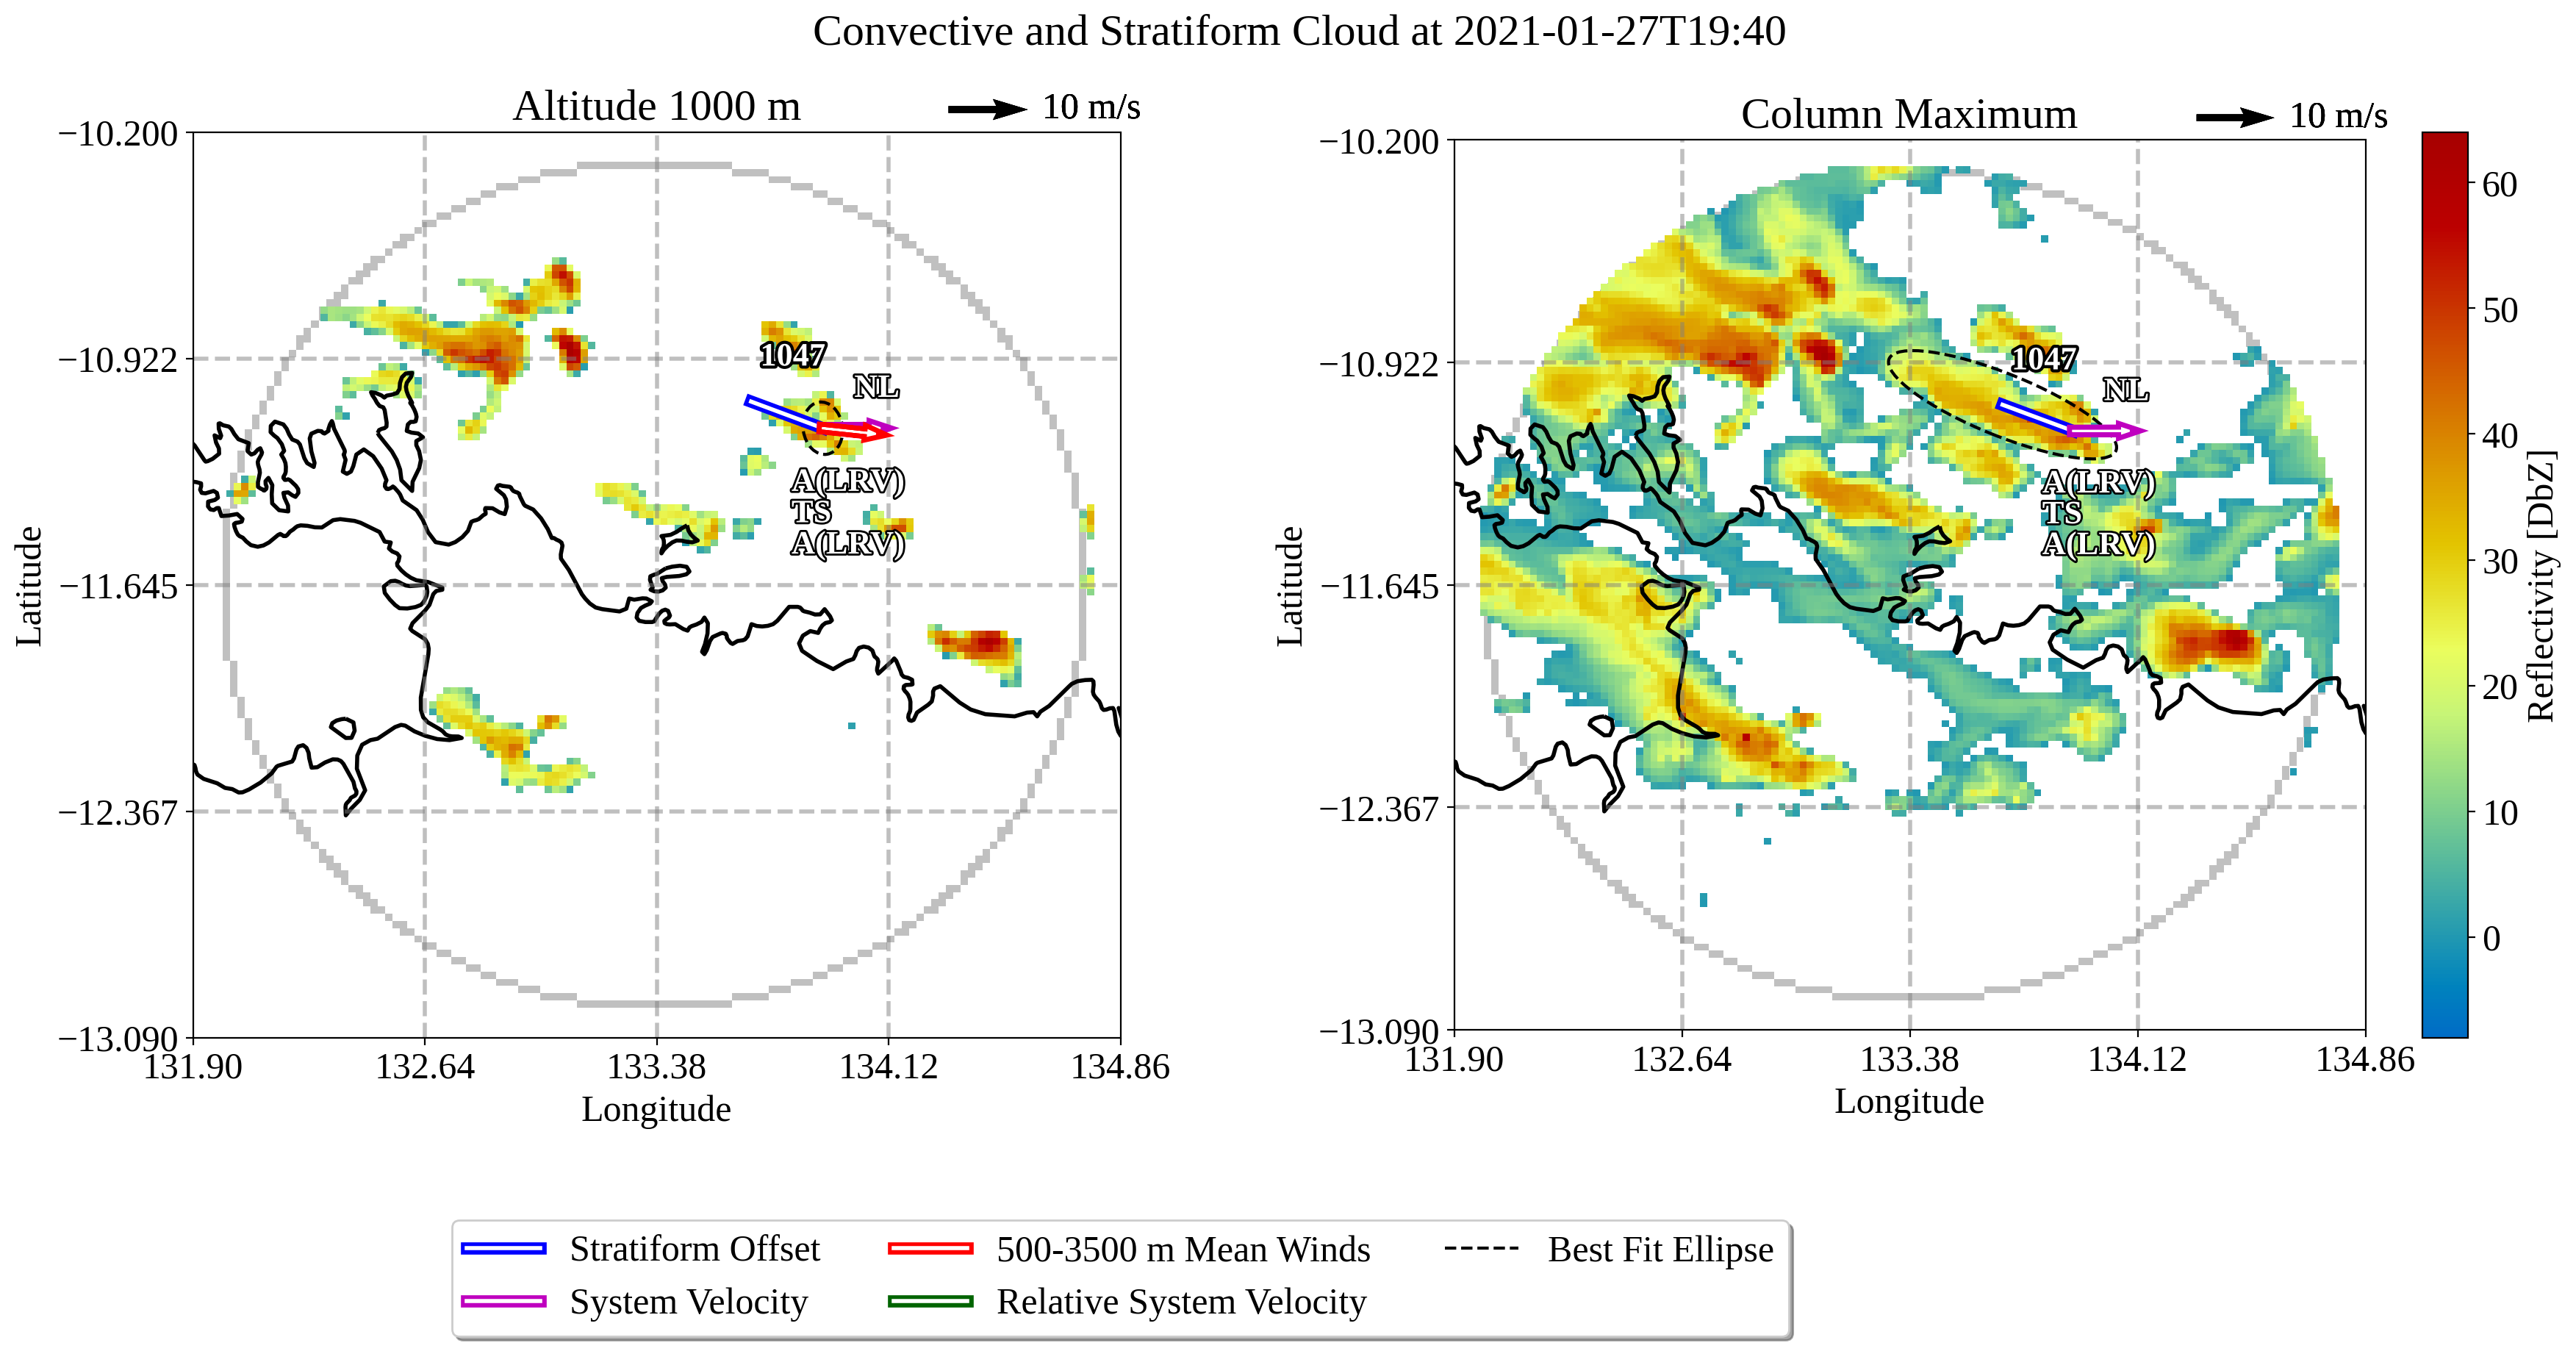 Convective and Stratiform Cloud at 2021-01-27T19:40
Altitude 1000 m
10 m/s
−10.200
−10.922
−11.645
−12.367
−13.090
131.90
132.64
133.38
134.12
134.86
Latitude
Longitude
1047
NL
A(LRV)
TS
A(LRV)
Column Maximum
10 m/s
−10.200
−10.922
−11.645
−12.367
−13.090
131.90
132.64
133.38
134.12
134.86
Latitude
Longitude
1047
NL
A(LRV)
TS
A(LRV)
60
50
40
30
20
10
0
Reflectivity [DbZ]
Stratiform Offset
System Velocity
500-3500 m Mean Winds
Relative System Velocity
Best Fit Ellipse